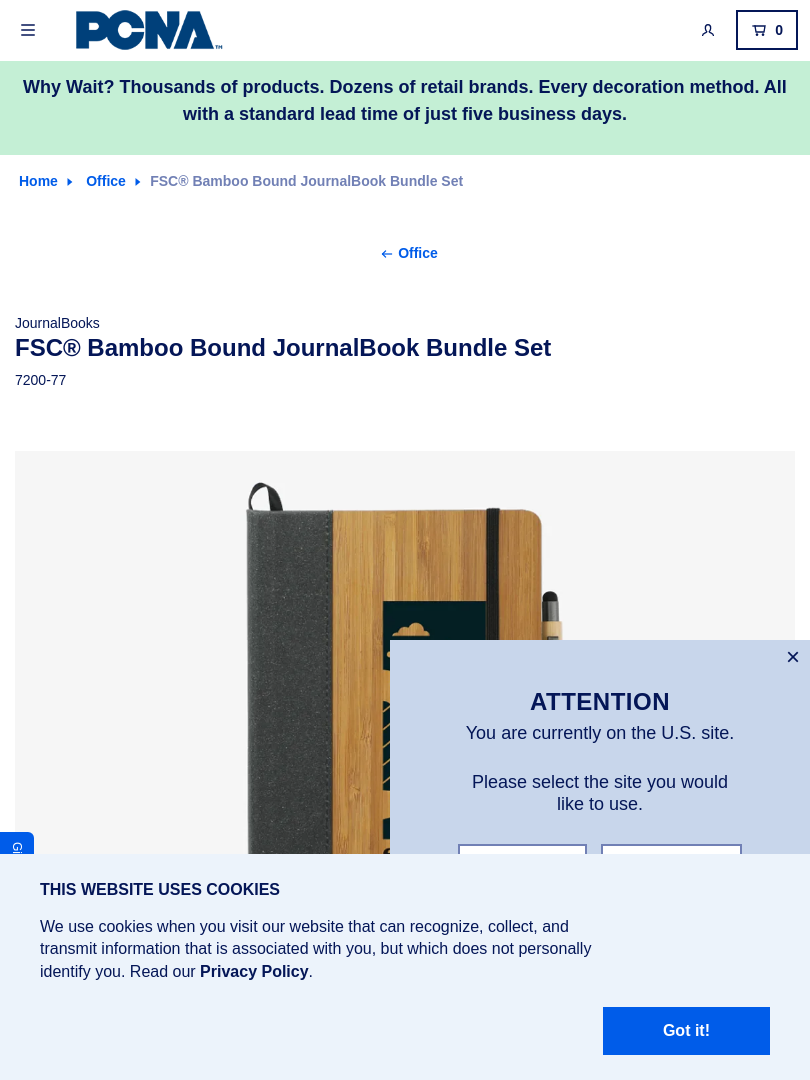 PCNA™
0
Why Wait? Thousands of products. Dozens of retail brands. Every decoration method. All
with a standard lead time of just five business days.
Home Office FSC® Bamboo Bound JournalBook Bundle Set
← Office
JournalBooks
FSC® Bamboo Bound JournalBook Bundle Set
7200-77
ATTENTION
You are currently on the U.S. site.
Please select the site you would
like to use.
THIS WEBSITE USES COOKIES
We use cookies when you visit our website that can recognize, collect, and
transmit information that is associated with you, but which does not personally
identify you. Read our Privacy Policy.
Got it!